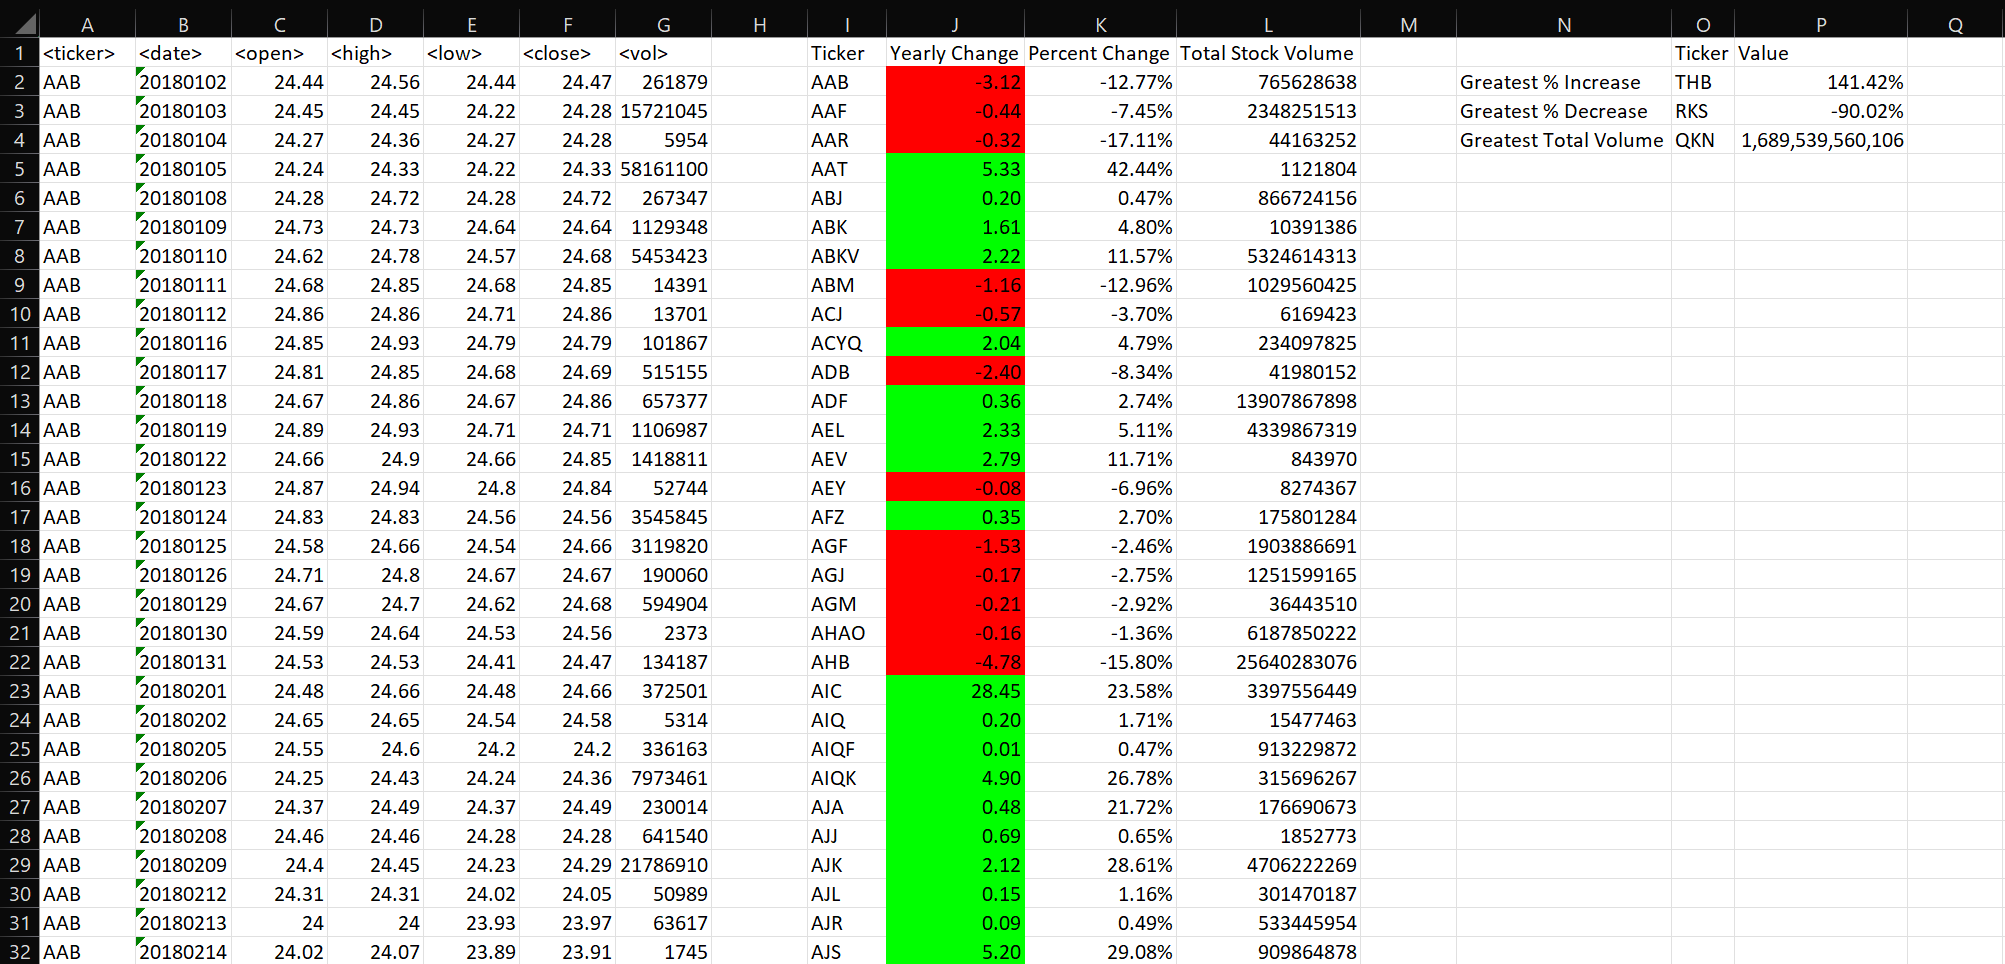 A B C D E F G H I J K L M N O P Q
1 <ticker> <date> <open> <high> <low> <close> <vol> Ticker Yearly Change Percent Change Total Stock Volume Ticker Value
2 AAB 20180102 24.44 24.56 24.44 24.47 261879 AAB -3.12 -12.77% 765628638 Greatest % Increase THB 141.42%
3 AAB 20180103 24.45 24.45 24.22 24.28 15721045 AAF -0.44 -7.45% 2348251513 Greatest % Decrease RKS -90.02%
4 AAB 20180104 24.27 24.36 24.27 24.28 5954 AAR -0.32 -17.11% 44163252 Greatest Total Volume QKN 1,689,539,560,106
5 AAB 20180105 24.24 24.33 24.22 24.33 58161100 AAT 5.33 42.44% 1121804
6 AAB 20180108 24.28 24.72 24.28 24.72 267347 ABJ 0.20 0.47% 866724156
7 AAB 20180109 24.73 24.73 24.64 24.64 1129348 ABK 1.61 4.80% 10391386
8 AAB 20180110 24.62 24.78 24.57 24.68 5453423 ABKV 2.22 11.57% 5324614313
9 AAB 20180111 24.68 24.85 24.68 24.85 14391 ABM -1.16 -12.96% 1029560425
10 AAB 20180112 24.86 24.86 24.71 24.86 13701 ACJ -0.57 -3.70% 6169423
11 AAB 20180116 24.85 24.93 24.79 24.79 101867 ACYQ 2.04 4.79% 234097825
12 AAB 20180117 24.81 24.85 24.68 24.69 515155 ADB -2.40 -8.34% 41980152
13 AAB 20180118 24.67 24.86 24.67 24.86 657377 ADF 0.36 2.74% 13907867898
14 AAB 20180119 24.89 24.93 24.71 24.71 1106987 AEL 2.33 5.11% 4339867319
15 AAB 20180122 24.66 24.9 24.66 24.85 1418811 AEV 2.79 11.71% 843970
16 AAB 20180123 24.87 24.94 24.8 24.84 52744 AEY -0.08 -6.96% 8274367
17 AAB 20180124 24.83 24.83 24.56 24.56 3545845 AFZ 0.35 2.70% 175801284
18 AAB 20180125 24.58 24.66 24.54 24.66 3119820 AGF -1.53 -2.46% 1903886691
19 AAB 20180126 24.71 24.8 24.67 24.67 190060 AGJ -0.17 -2.75% 1251599165
20 AAB 20180129 24.67 24.7 24.62 24.68 594904 AGM -0.21 -2.92% 36443510
21 AAB 20180130 24.59 24.64 24.53 24.56 2373 AHAO -0.16 -1.36% 6187850222
22 AAB 20180131 24.53 24.53 24.41 24.47 134187 AHB -4.78 -15.80% 25640283076
23 AAB 20180201 24.48 24.66 24.48 24.66 372501 AIC 28.45 23.58% 3397556449
24 AAB 20180202 24.65 24.65 24.54 24.58 5314 AIQ 0.20 1.71% 15477463
25 AAB 20180205 24.55 24.6 24.2 24.2 336163 AIQF 0.01 0.47% 913229872
26 AAB 20180206 24.25 24.43 24.24 24.36 7973461 AIQK 4.90 26.78% 315696267
27 AAB 20180207 24.37 24.49 24.37 24.49 230014 AJA 0.48 21.72% 176690673
28 AAB 20180208 24.46 24.46 24.28 24.28 641540 AJJ 0.69 0.65% 1852773
29 AAB 20180209 24.4 24.45 24.23 24.29 21786910 AJK 2.12 28.61% 4706222269
30 AAB 20180212 24.31 24.31 24.02 24.05 50989 AJL 0.15 1.16% 301470187
31 AAB 20180213 24 24 23.93 23.97 63617 AJR 0.09 0.49% 533445954
32 AAB 20180214 24.02 24.07 23.89 23.91 1745 AJS 5.20 29.08% 909864878